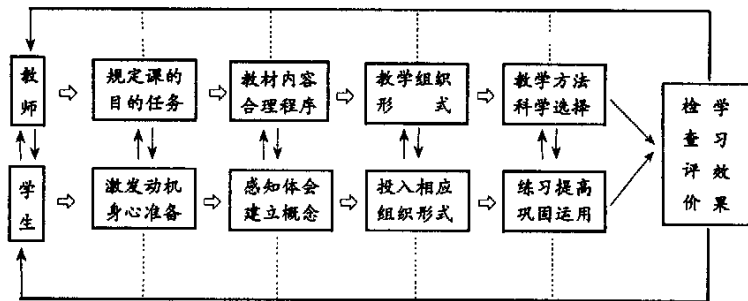 教师
规定课的
目的任务
教材内容
合理程序
教学组织
形 式
教学方法
科学选择
学生
激发动机
身心准备
感知体会
建立概念
投入相应
组织形式
练习提高
巩固运用
学习效果
检查评价